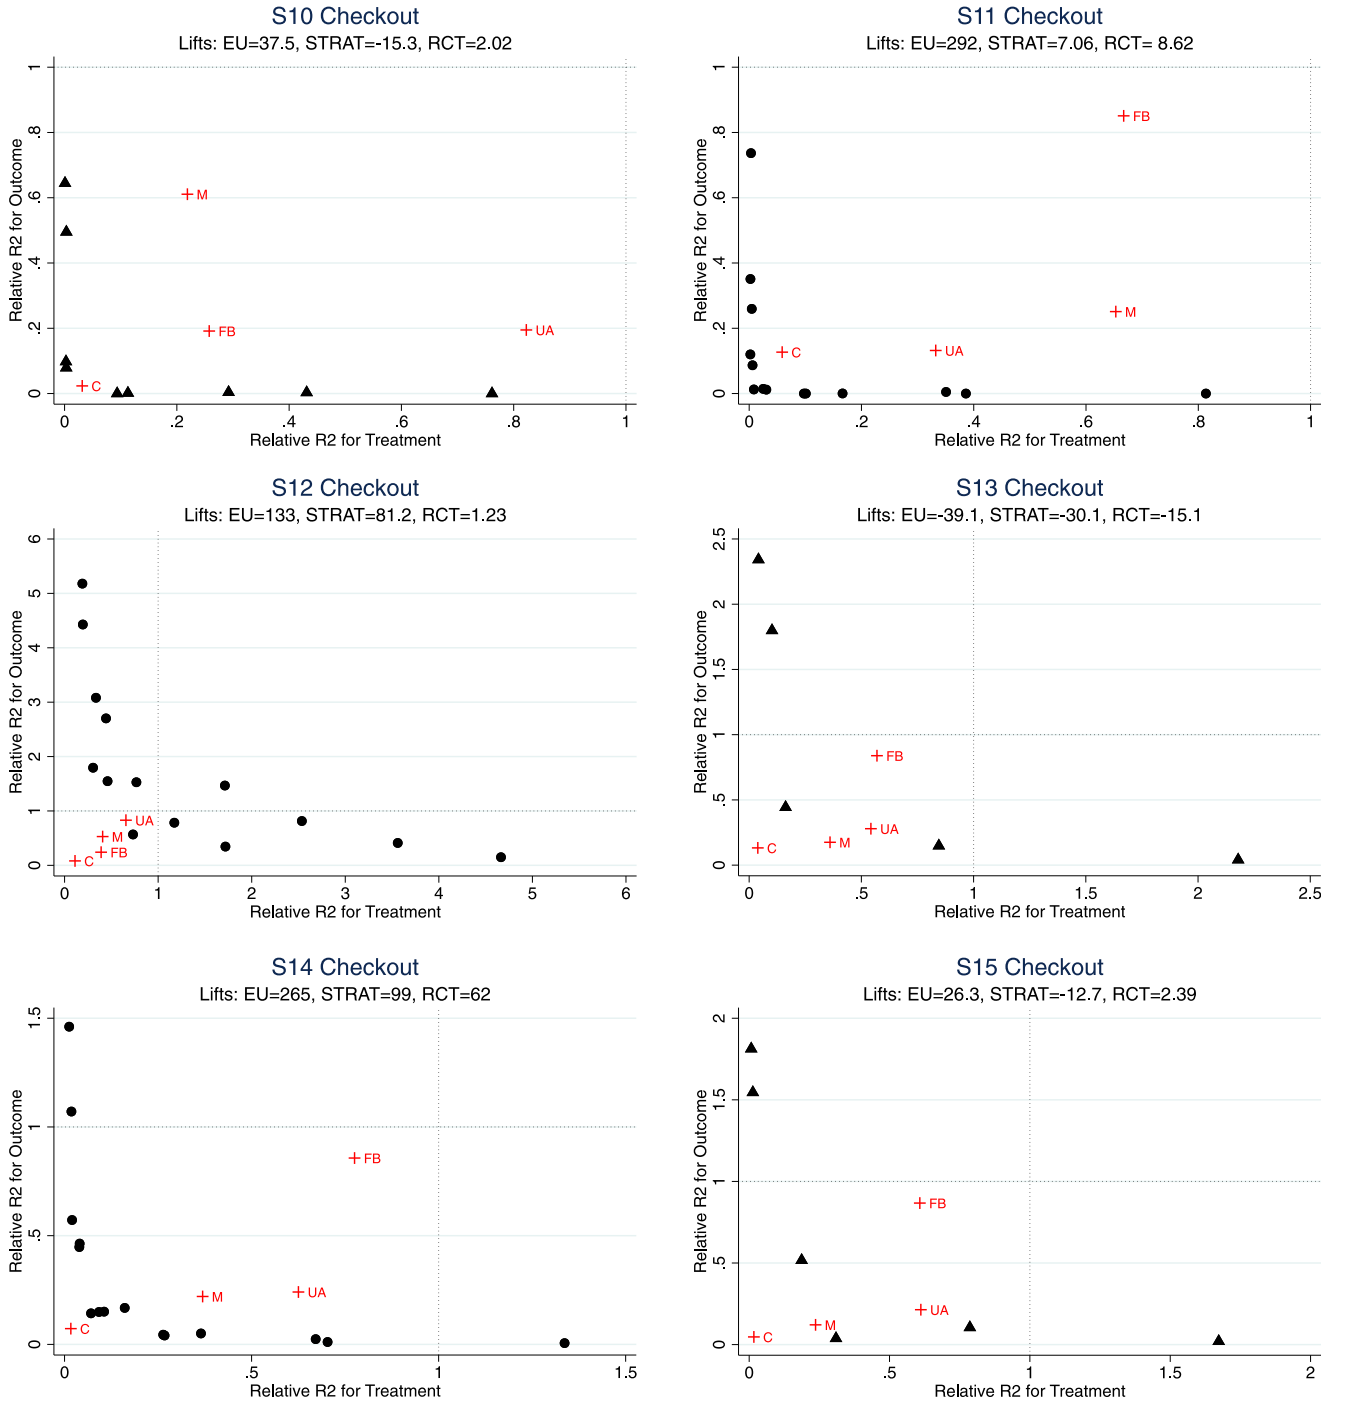 S10 Checkout
Lifts: EU=37.5, STRAT=-15.3, RCT=2.02
Relative R2 for Outcome
1
.8
.6
.4
.2
0
M
FB
UA
C
0 .2 .4 .6 .8 1
Relative R2 for Treatment
S11 Checkout
Lifts: EU=292, STRAT=7.06, RCT= 8.62
Relative R2 for Outcome
1
.8
.6
.4
.2
0
FB
M
UA
C
0 .2 .4 .6 .8 1
Relative R2 for Treatment
S12 Checkout
Lifts: EU=133, STRAT=81.2, RCT=1.23
Relative R2 for Outcome
6
5
4
3
2
1
0
UA
M
FB
C
0 1 2 3 4 5 6
Relative R2 for Treatment
S13 Checkout
Lifts: EU=-39.1, STRAT=-30.1, RCT=-15.1
Relative R2 for Outcome
2.5
2
1.5
1
.5
0
FB
UA
M
C
0 .5 1 1.5 2 2.5
Relative R2 for Treatment
S14 Checkout
Lifts: EU=265, STRAT=99, RCT=62
Relative R2 for Outcome
1.5
1
.5
0
FB
UA
M
C
0 .5 1 1.5
Relative R2 for Treatment
S15 Checkout
Lifts: EU=26.3, STRAT=-12.7, RCT=2.39
Relative R2 for Outcome
2
1.5
1
.5
0
FB
UA
M
C
0 .5 1 1.5 2
Relative R2 for Treatment